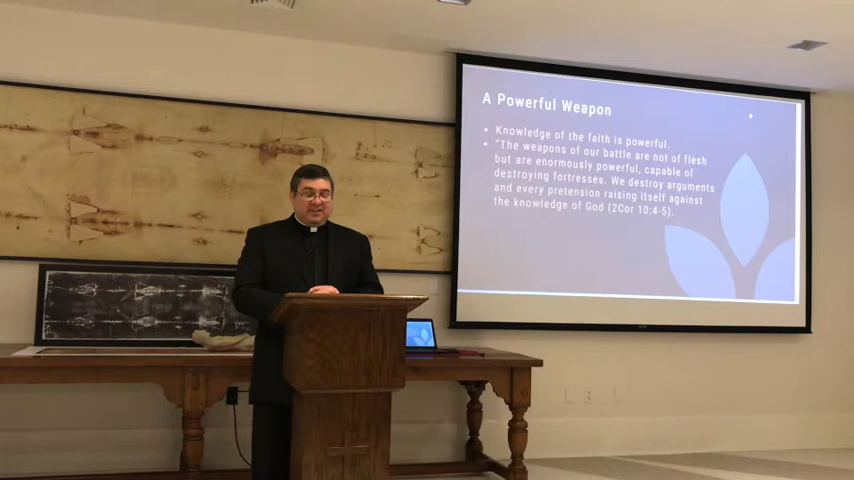 A Powerful Weapon
• Knowledge of the faith is powerful.
• "The weapons of our battle are not of flesh
but are enormously powerful, capable of
destroying fortresses. We destroy arguments
and every pretension raising itself against
the knowledge of God (2Cor 10:4-5).